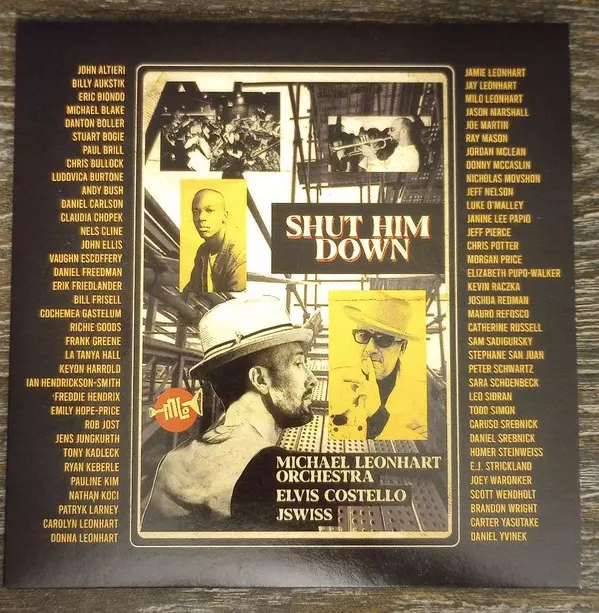 JOHN ALTIERI
BILLY AUKSTIK
ERIC BIONDO
MICHAEL BLAKE
DANTON BOLLER
STUART BOGIE
PAUL BRILL
CHRIS BULLOCK
LUDOVICA BURTONE
ANDY BUSH
DANIEL CARLSON
CLAUDIA CHOPEK
NELS CLINE
JOHN ELLIS
VAUGHN ESCOFFERY
DANIEL FREEDMAN
ERIK FRIEDLANDER
BILL FRISELL
COCHEMEA GASTELUM
RICHIE GOODS
FRANK GREENE
LA TANYA HALL
KEYON HARROLD
IAN HENDRICKSON-SMITH
FREDDIE HENDRIX
EMILY HOPE-PRICE
ROB JOST
JENS JUNGKURTH
TONY KADLECK
RYAN KEBERLE
PAULINE KIM
NATHAN KOCI
PATRYK LARNEY
CAROLYN LEONHART
DONNA LEONHART
SHUT HIM
DOWN
MLO
MICHAEL LEONHART
ORCHESTRA
ELVIS COSTELLO
JSWISS
JAMIE LEONHART
JAY LEONHART
MILO LEONHART
JASON MARSHALL
JOE MARTIN
RAY MASON
JORDAN MCLEAN
DONNY MCCASLIN
NICHOLAS MOVSHON
JEFF NELSON
LUKE O'MALLEY
JANINE LEE PAPIO
JEFF PIERCE
CHRIS POTTER
MORGAN PRICE
ELIZABETH PUPO-WALKER
KEVIN RACZKA
JOSHUA REDMAN
MAURO REFOSCO
CATHERINE RUSSELL
SAM SADIGURSKY
STEPHANE SAN JUAN
PETER SCHWARTZ
SARA SCHOENBECK
LEO SIDRAN
TODD SIMON
CARUSO SREBNICK
DANIEL SREBNICK
HOMER STEINWEISS
E.J. STRICKLAND
JOEY WARONKER
SCOTT WENDHOLT
BRANDON WRIGHT
CARTER YASUTAKE
DANIEL YVINEK